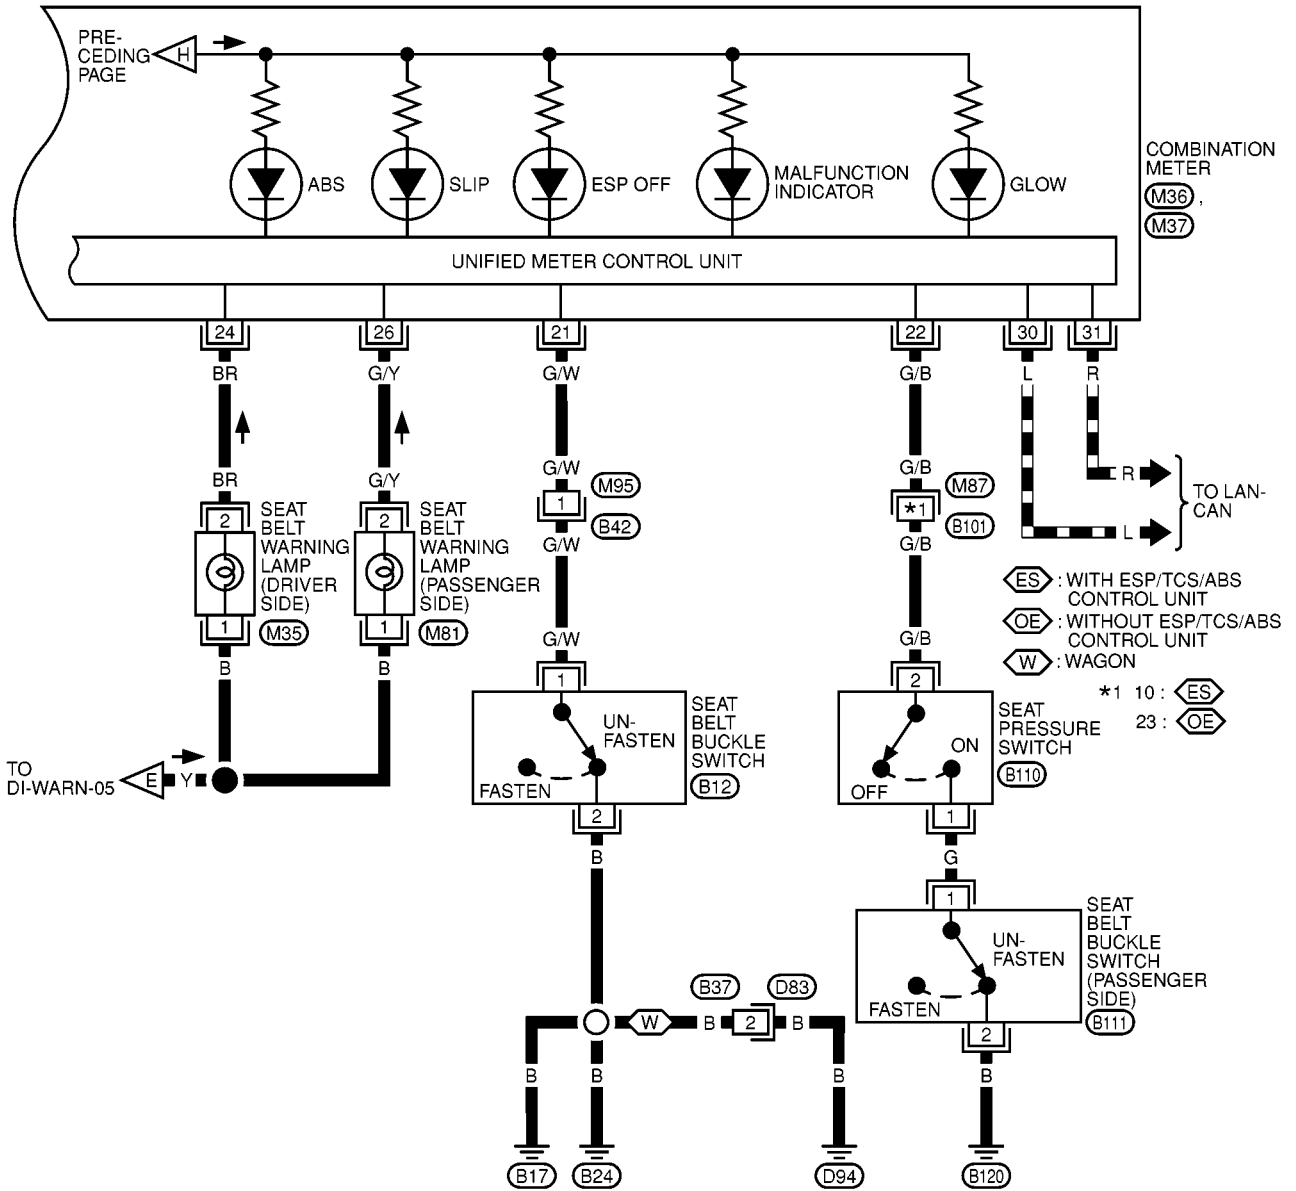 PRE-
CEDING
PAGE
H
ABS
SLIP
ESP OFF
MALFUNCTION
INDICATOR
GLOW
COMBINATION
METER
M36 ,
M37
UNIFIED METER CONTROL UNIT
24
26
21
22
30
31
BR
G/Y
G/W
G/B
L
R
BR
G/Y
G/W
G/B
M95
1
B42
G/W
M87
*1
B101
G/B
R
L
TO LAN-
CAN
2
SEAT
BELT
WARNING
LAMP
(DRIVER
SIDE)
1
M35
B
2
SEAT
BELT
WARNING
LAMP
(PASSENGER
SIDE)
1
M81
B
ES : WITH ESP/TCS/ABS
CONTROL UNIT
OE : WITHOUT ESP/TCS/ABS
CONTROL UNIT
W : WAGON
*1 10 : ES
23 : OE
G/W
1
UN-
FASTEN
FASTEN
SEAT
BELT
BUCKLE
SWITCH
B12
2
B
G/B
2
ON
OFF
SEAT
PRESSURE
SWITCH
B110
1
G
TO
DI-WARN-05
E
Y
1
UN-
FASTEN
FASTEN
SEAT
BELT
BUCKLE
SWITCH
(PASSENGER
SIDE)
B111
2
B
W
B
B37
2
D83
B
B
B
B
B17
B24
D94
B120